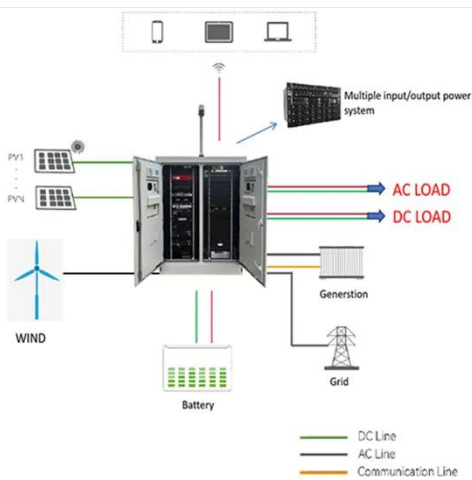 Multiple input/output power
system
PV1
PVN
AC LOAD
DC LOAD
WIND
Generstion
Battery
Grid
DC Line
AC Line
Communication Line